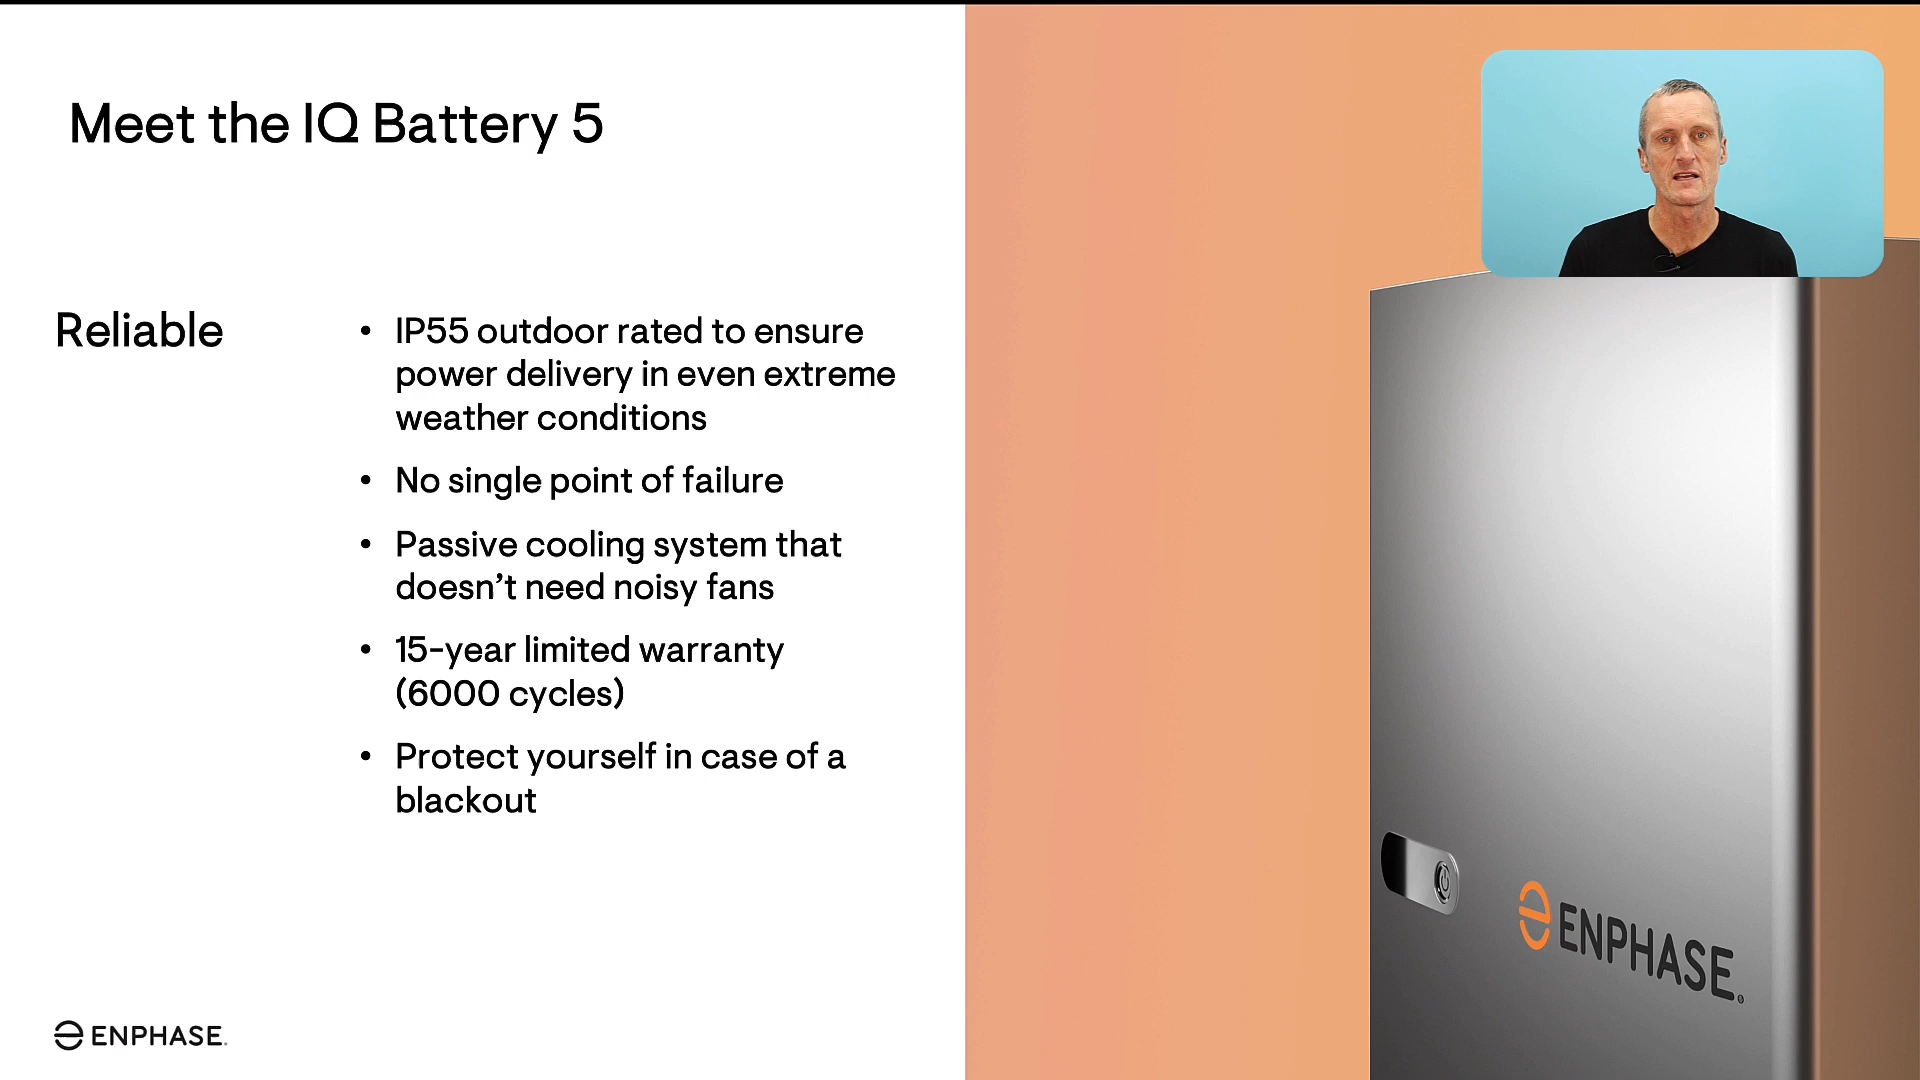 Meet the IQ Battery 5
Reliable
• IP55 outdoor rated to ensure
power delivery in even extreme
weather conditions
• No single point of failure
• Passive cooling system that
doesn’t need noisy fans
• 15-year limited warranty
(6000 cycles)
• Protect yourself in case of a
blackout
ENPHASE.
ENPHASE.